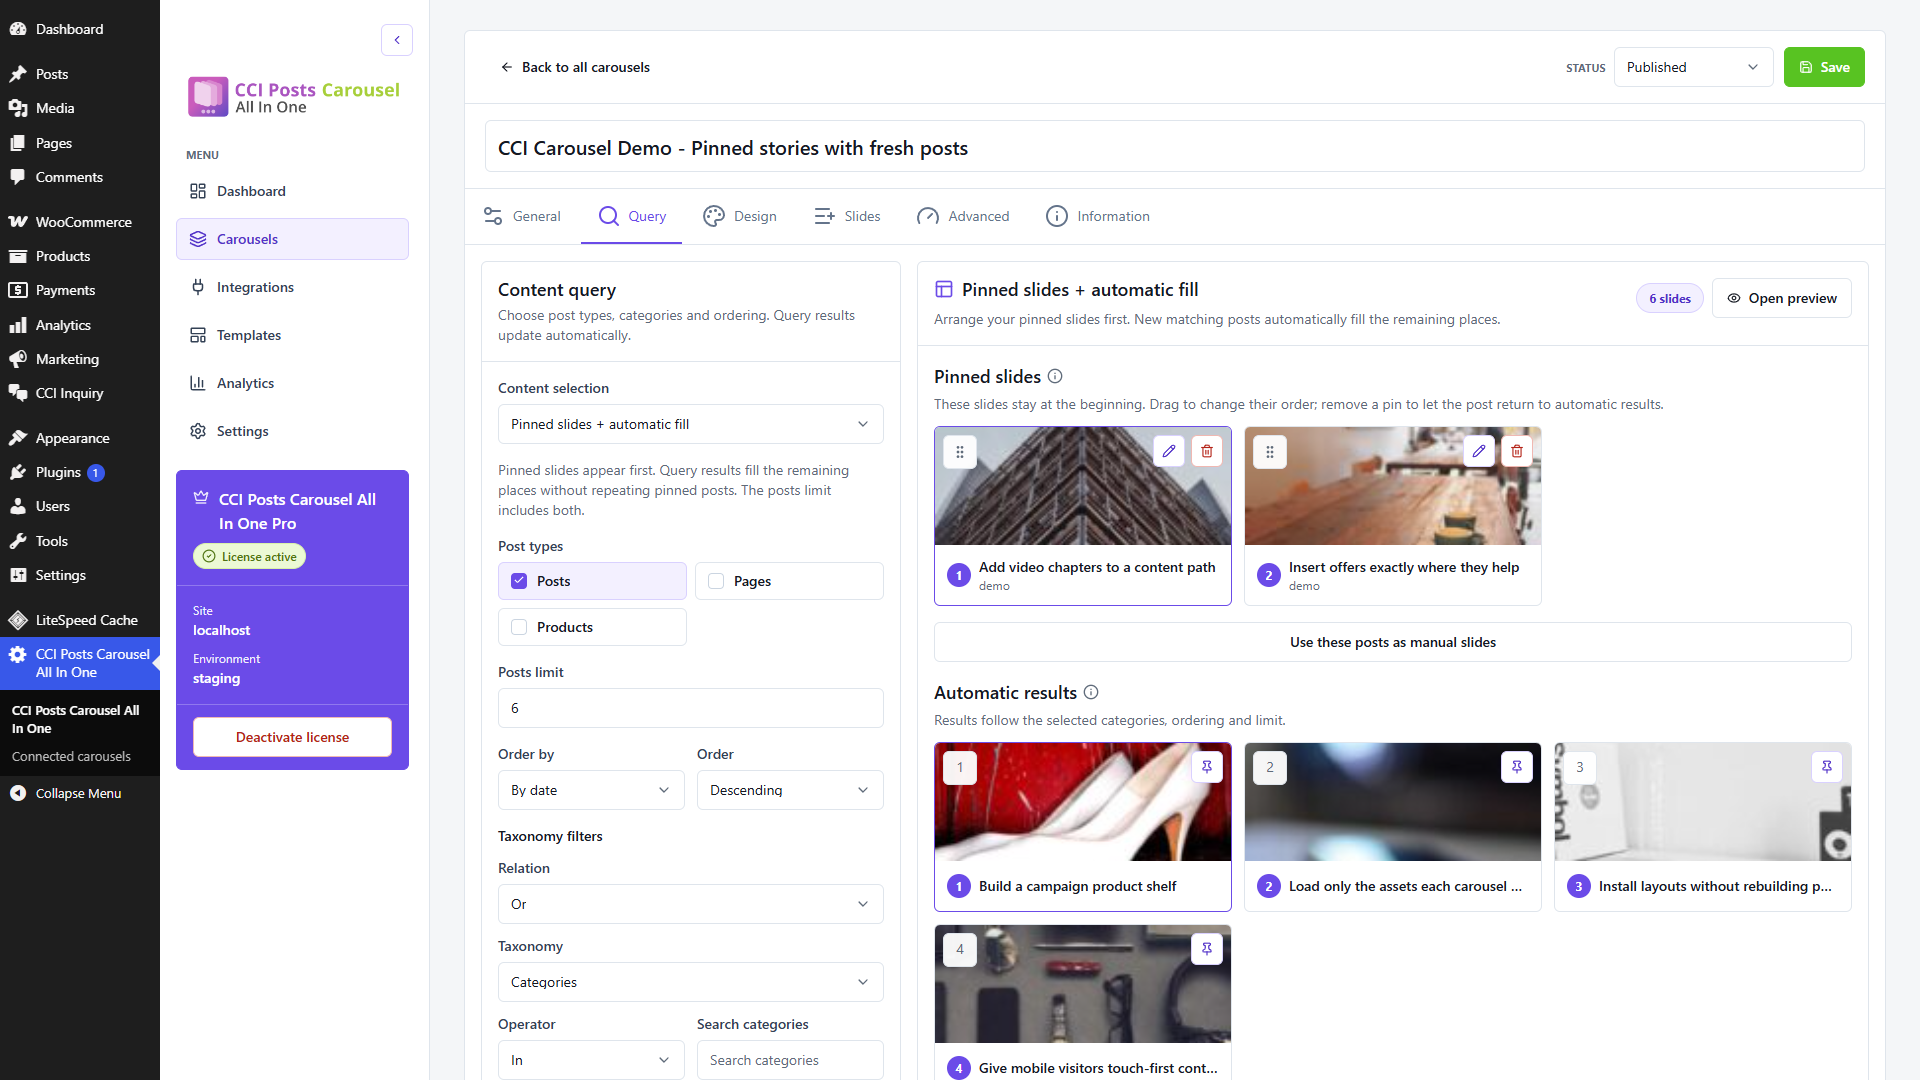 Dashboard
Posts
Media
Pages
Comments
WooCommerce
Products
Payments
Analytics
Marketing
CCI Inquiry
Appearance
Plugins 1
Users
Tools
Settings
LiteSpeed Cache
CCI Posts Carousel
All In One
CCI Posts Carousel All
In One
Connected carousels
Collapse Menu
CCI Posts Carousel
All In One
MENU
Dashboard
Carousels
Integrations
Templates
Analytics
Settings
CCI Posts Carousel All
In One Pro
License active
Site
localhost
Environment
staging
Deactivate license
Back to all carousels
STATUS
Published
Save
CCI Carousel Demo - Pinned stories with fresh posts
General
Query
Design
Slides
Advanced
Information
Content query
Choose post types, categories and ordering. Query results
update automatically.
Content selection
Pinned slides + automatic fill
Pinned slides appear first. Query results fill the remaining
places without repeating pinned posts. The posts limit
includes both.
Post types
Posts
Pages
Products
Posts limit
6
Order by
Order
By date
Descending
Taxonomy filters
Relation
Or
Taxonomy
Categories
Operator
Search categories
In
Search categories
Pinned slides + automatic fill
Arrange your pinned slides first. New matching posts automatically fill the remaining places.
6 slides
Open preview
Pinned slides
These slides stay at the beginning. Drag to change their order; remove a pin to let the post return to automatic results.
1 Add video chapters to a content path
demo
2 Insert offers exactly where they help
demo
Use these posts as manual slides
Automatic results
Results follow the selected categories, ordering and limit.
1
2
3
1 Build a campaign product shelf
2 Load only the assets each carousel ...
3 Install layouts without rebuilding p...
4
4 Give mobile visitors touch-first cont...